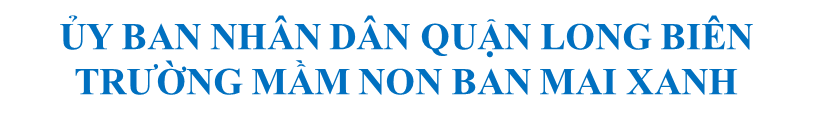 ỦY BAN NHÂN DÂN QUẬN LONG BIÊN
TRƯỜNG MẦM NON BAN MAI XANH